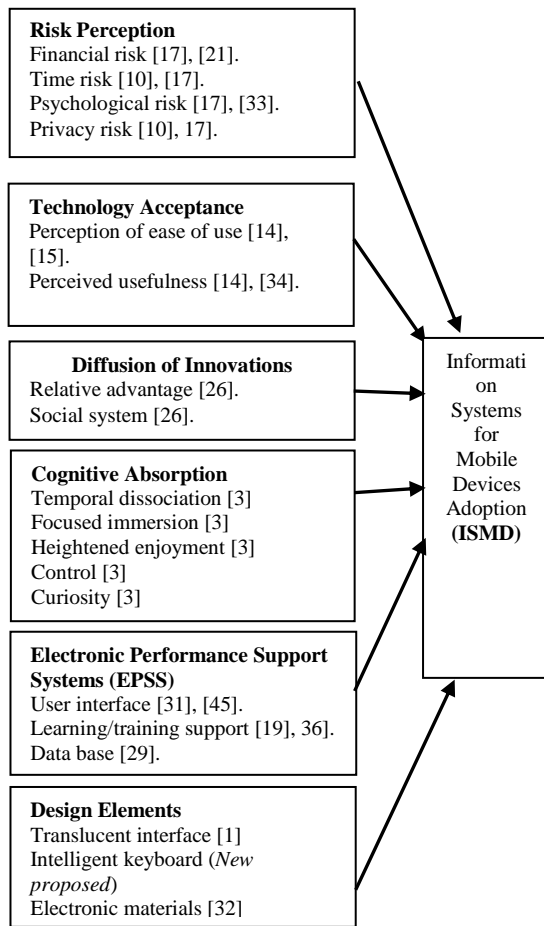 Risk Perception
Financial risk [17], [21].
Time risk [10], [17].
Psychological risk [17], [33].
Privacy risk [10], 17].
Technology Acceptance
Perception of ease of use [14],
[15].
Perceived usefulness [14], [34].
Diffusion of Innovations
Relative advantage [26].
Social system [26].
Cognitive Absorption
Temporal dissociation [3]
Focused immersion [3]
Heightened enjoyment [3]
Control [3]
Curiosity [3]
Electronic Performance Support
Systems (EPSS)
User interface [31], [45].
Learning/training support [19], 36].
Data base [29].
Design Elements
Translucent interface [1]
Intelligent keyboard (New
proposed)
Electronic materials [32]
Informati
on
Systems
for
Mobile
Devices
Adoption
(ISMD)